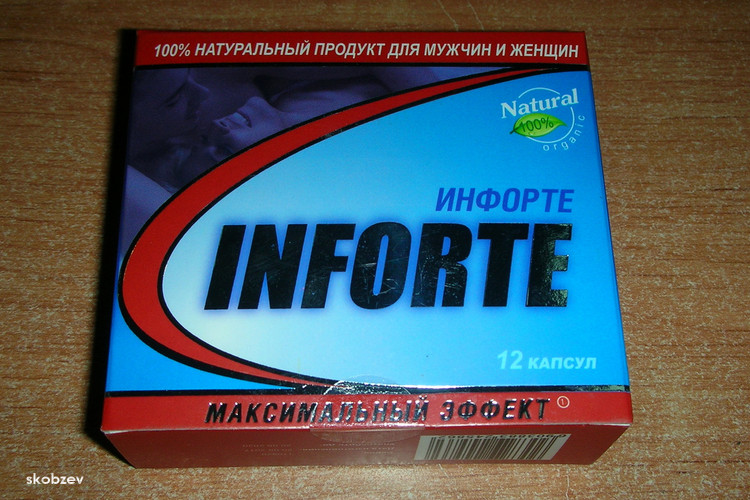 100% НАТУРАЛЬНЫЙ ПРОДУКТ ДЛЯ МУЖЧИН И ЖЕНЩИН
Natural
100%
organic
ИНФОРТЕ
INFORTE
12 КАПСУЛ
МАКСИМАЛЬНЫЙ ЭФФЕКТ
skobzev